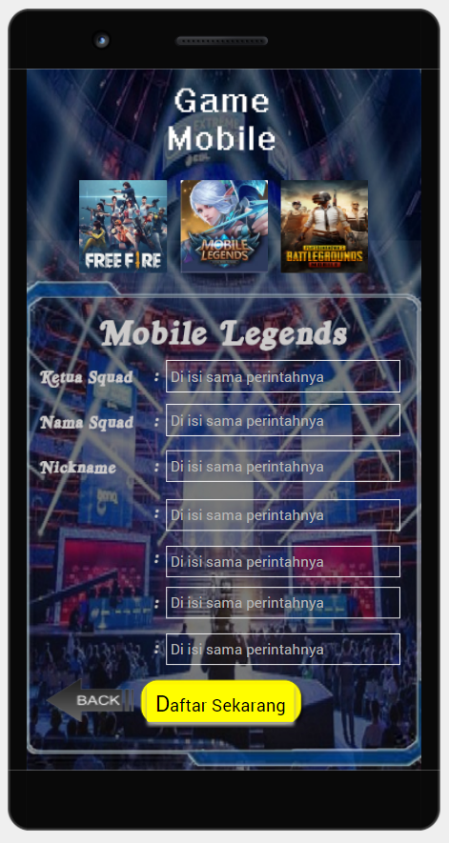 Game
Mobile
FREE FIRE
MOBILE
LEGENDS
BATTLEGROUNDS
Mobile Legends
Ketua Squad : Di isi sama perintahnya
Nama Squad : Di isi sama perintahnya
Nickname : Di isi sama perintahnya
: Di isi sama perintahnya
: Di isi sama perintahnya
: Di isi sama perintahnya
: Di isi sama perintahnya
BACK
Daftar Sekarang